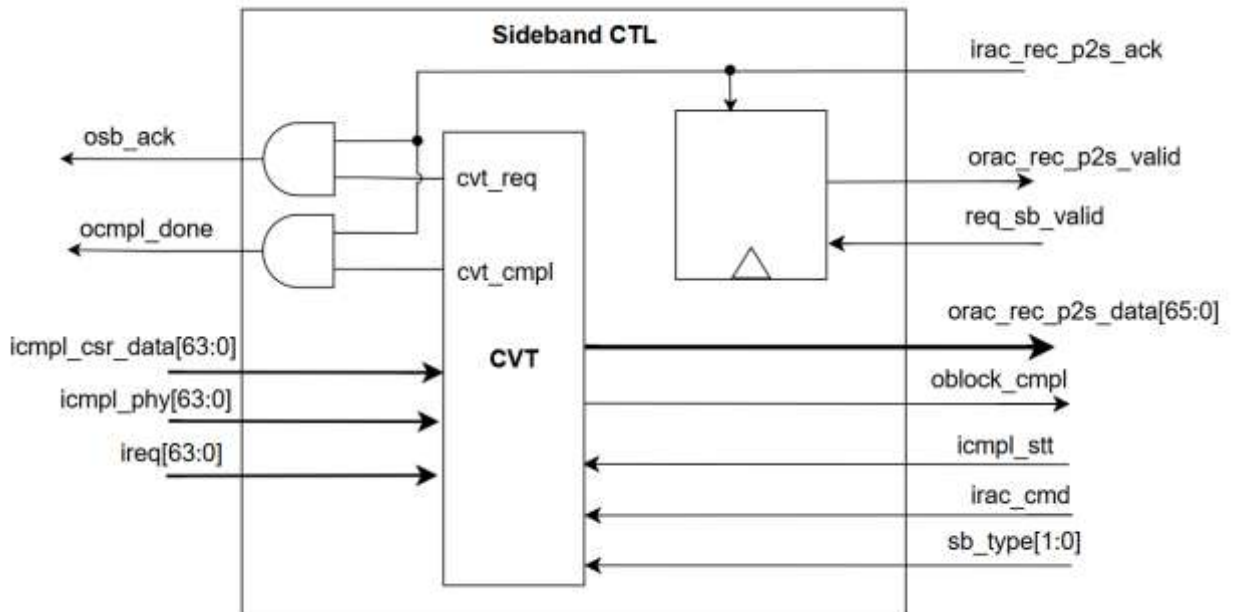 Sideband CTL
irac_rec_p2s_ack
osb_ack
orac_rec_p2s_valid
cvt_req
req_sb_valid
ocmpl_done
cvt_cmpl
orac_rec_p2s_data[65:0]
icmpl_csr_data[63:0]
CVT
oblock_cmpl
icmpl_phy[63:0]
icmpl_stt
ireq[63:0]
irac_cmd
sb_type[1:0]